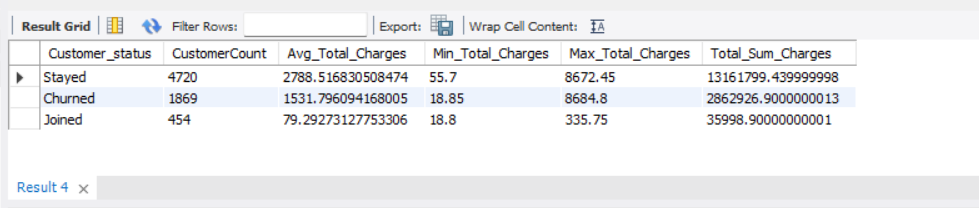 Result Grid Filter Rows: Export: Wrap Cell Content:
Customer_status CustomerCount Avg_Total_Charges Min_Total_Charges Max_Total_Charges Total_Sum_Charges
Stayed 4720 2788.516830508474 55.7 8672.45 13161799.439999998
Churned 1869 1531.796094168005 18.85 8684.8 2862926.9000000013
Joined 454 79.29273127753306 18.8 335.75 35998.90000000001
Result 4